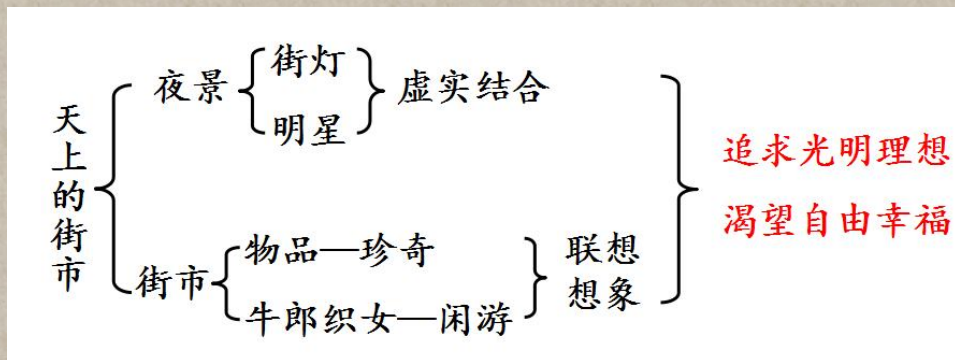 天上的街市
夜景
街灯
明星
虚实结合
街市
物品—珍奇
牛郎织女—闲游
联想
想象
追求光明理想
渴望自由幸福